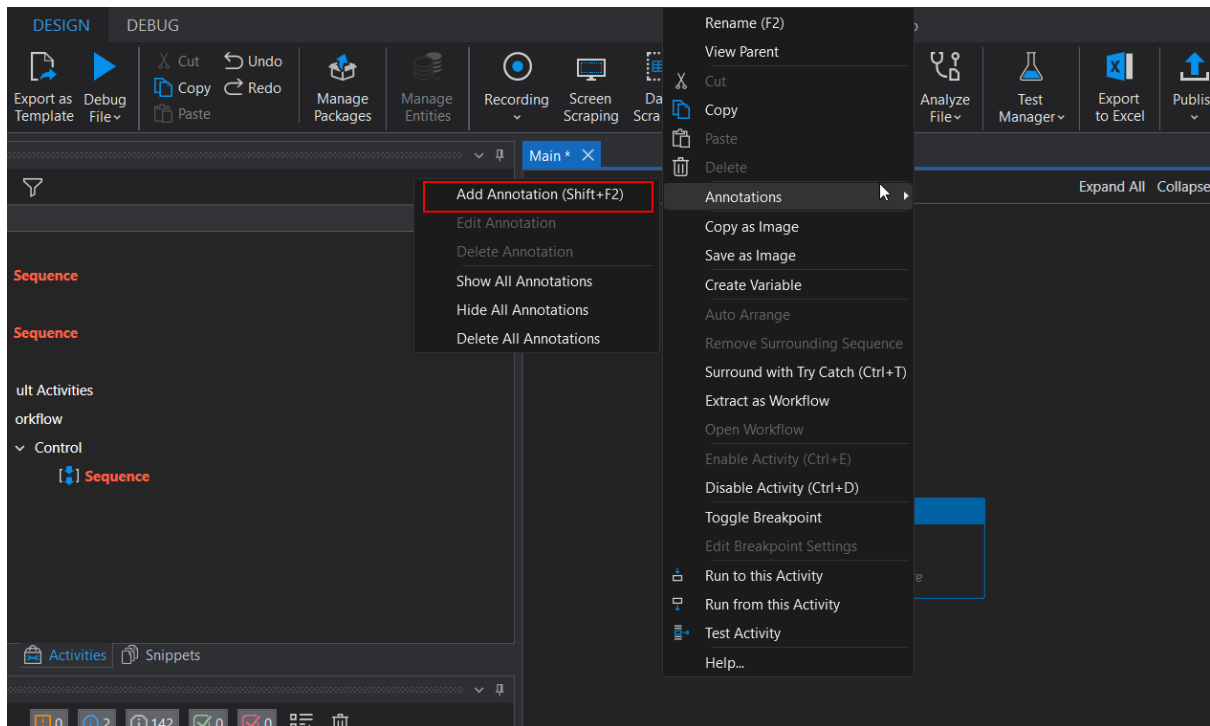 DESIGN DEBUG
Export as Template
Debug File
Cut
Copy
Paste
Undo
Redo
Manage Packages
Manage Entities
Recording
Screen Scraping
Analyze File
Test Manager
Export to Excel
Main *
Expand All
Sequence
Sequence
ult Activities
orkflow
Control
Sequence
Activities
Snippets
0
2
142
0
0
Add Annotation (Shift+F2)
Edit Annotation
Delete Annotation
Show All Annotations
Hide All Annotations
Delete All Annotations
Rename (F2)
View Parent
Cut
Copy
Paste
Delete
Annotations
Copy as Image
Save as Image
Create Variable
Auto Arrange
Remove Surrounding Sequence
Surround with Try Catch (Ctrl+T)
Extract as Workflow
Open Workflow
Enable Activity (Ctrl+E)
Disable Activity (Ctrl+D)
Toggle Breakpoint
Edit Breakpoint Settings
Run to this Activity
Run from this Activity
Test Activity
Help...